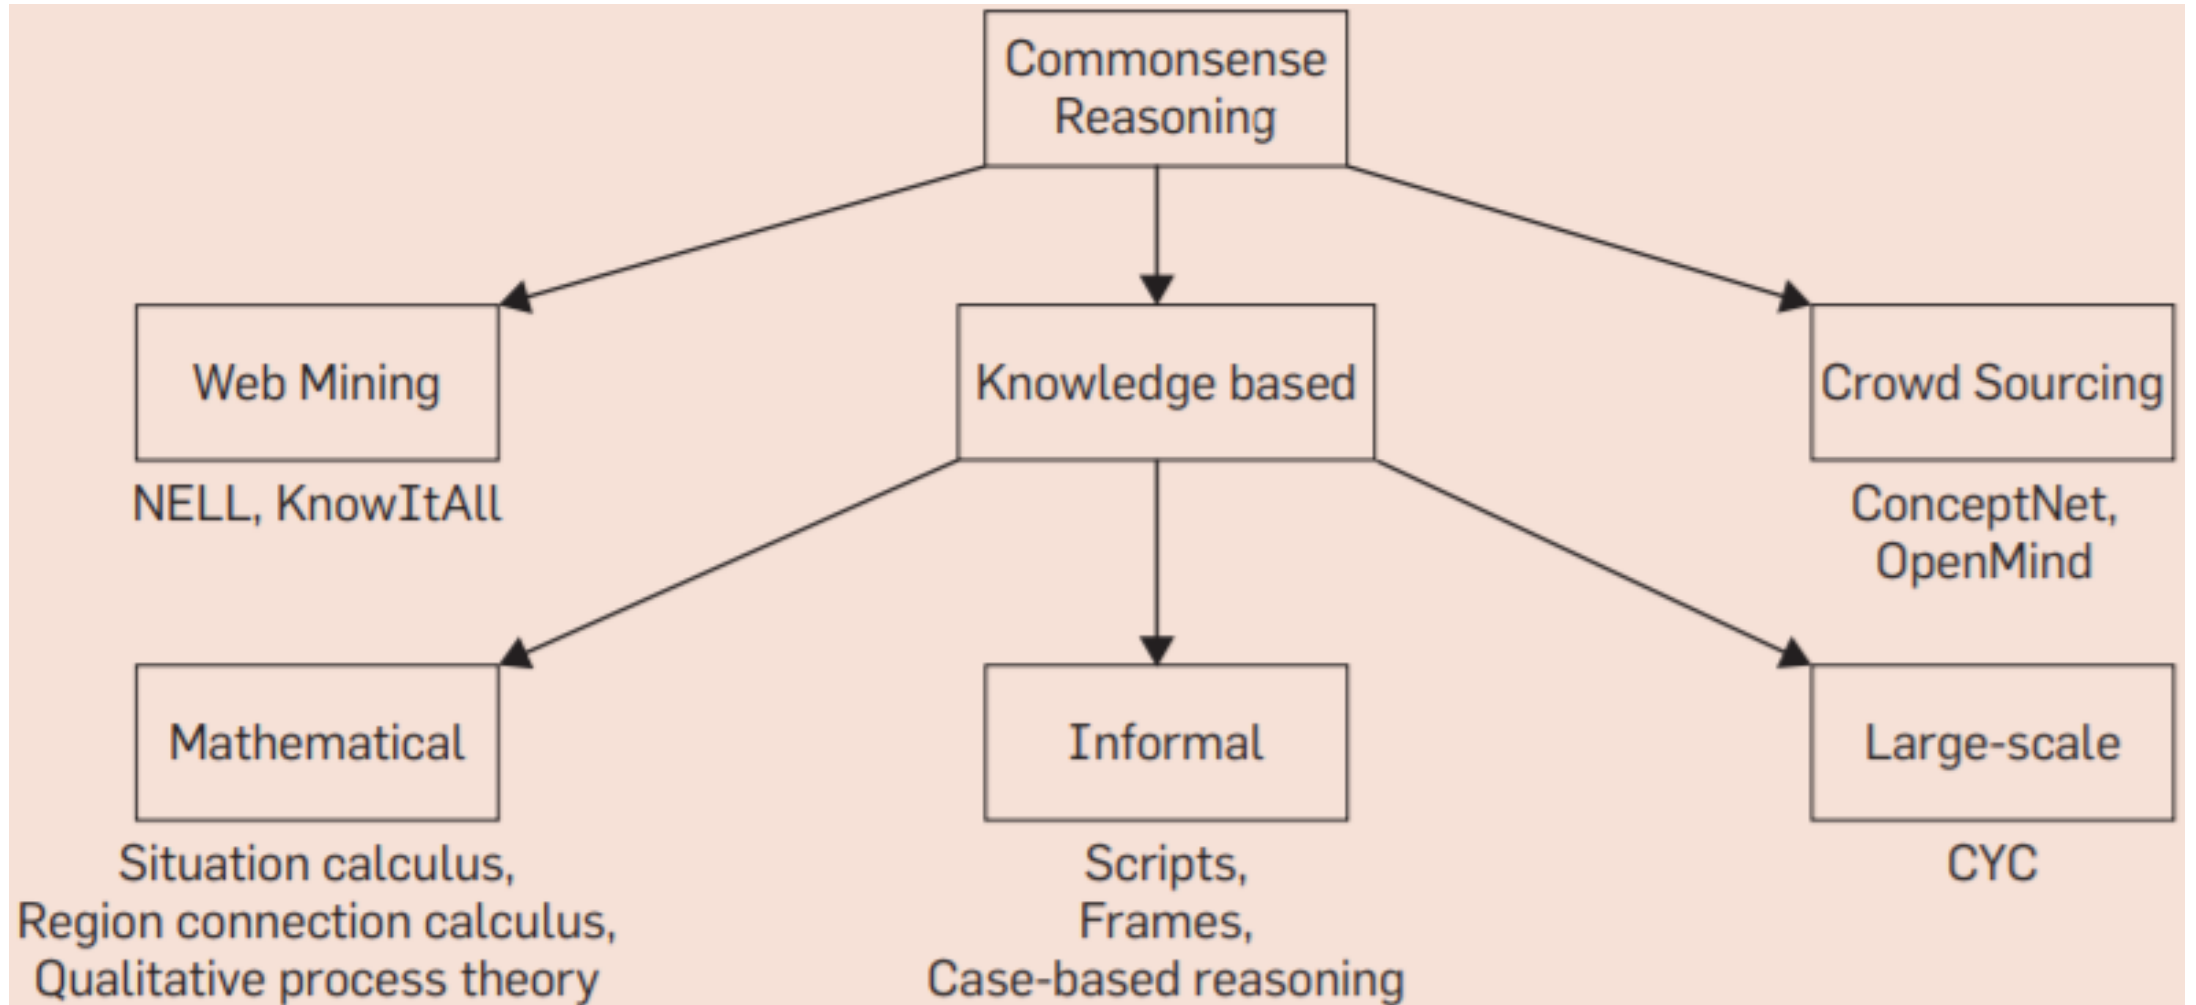 Commonsense
Reasoning
Web Mining
Knowledge based
Crowd Sourcing
NELL, KnowItAll
ConceptNet,
OpenMind
Mathematical
Informal
Large-scale
Situation calculus,
Region connection calculus,
Qualitative process theory
Scripts,
Frames,
Case-based reasoning
CYC